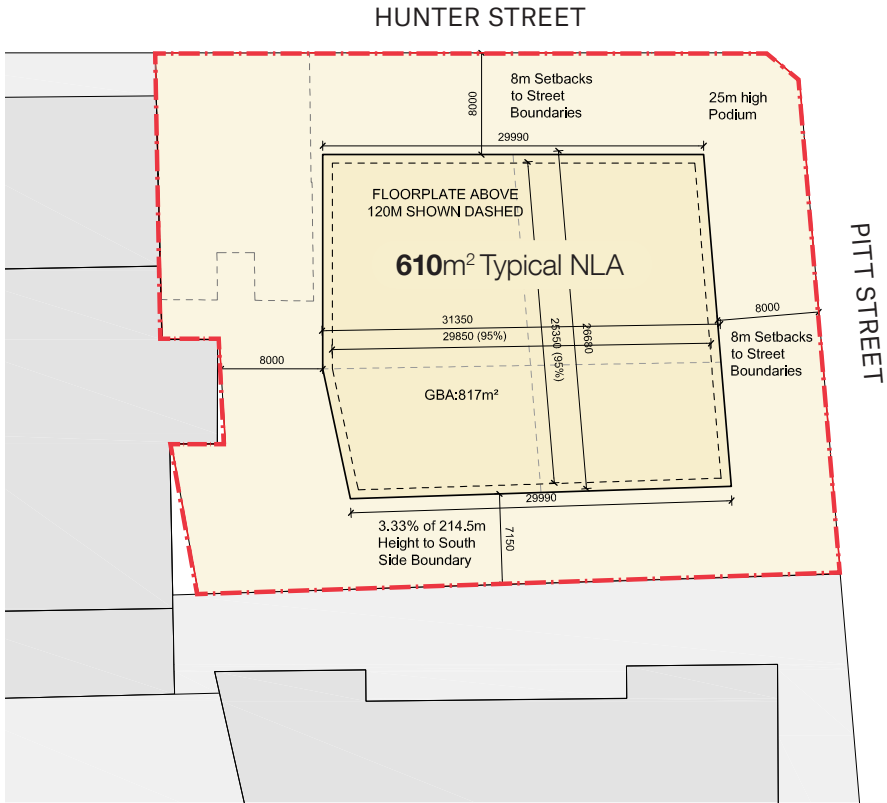 HUNTER STREET
8m Setbacks
to Street
Boundaries
25m high
Podium
8000
29990
FLOORPLATE ABOVE
120M SHOWN DASHED
610m² Typical NLA
PITT STREET
31350
29850 (95%)
25350 (95%)
26680
8000
8m Setbacks
to Street
Boundaries
8000
GBA:817m²
29990
3.33% of 214.5m
Height to South
Side Boundary
7150